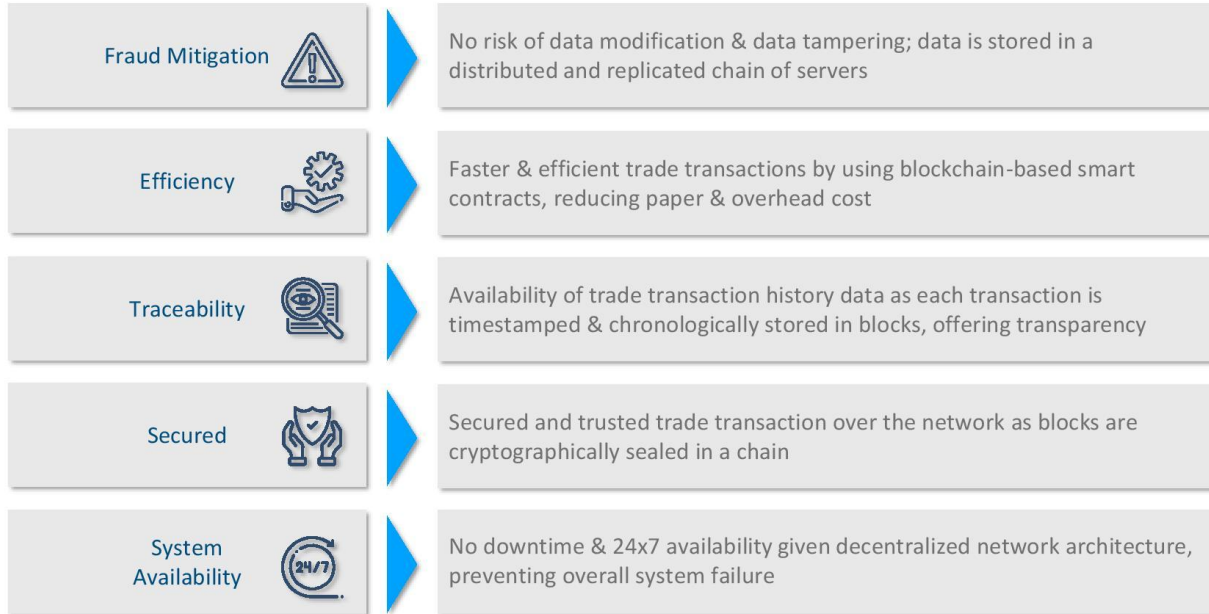 Fraud Mitigation
No risk of data modification & data tampering; data is stored in a
distributed and replicated chain of servers
Efficiency
Faster & efficient trade transactions by using blockchain-based smart
contracts, reducing paper & overhead cost
Traceability
Availability of trade transaction history data as each transaction is
timestamped & chronologically stored in blocks, offering transparency
Secured
Secured and trusted trade transaction over the network as blocks are
cryptographically sealed in a chain
System
Availability
24/7
No downtime & 24x7 availability given decentralized network architecture,
preventing overall system failure